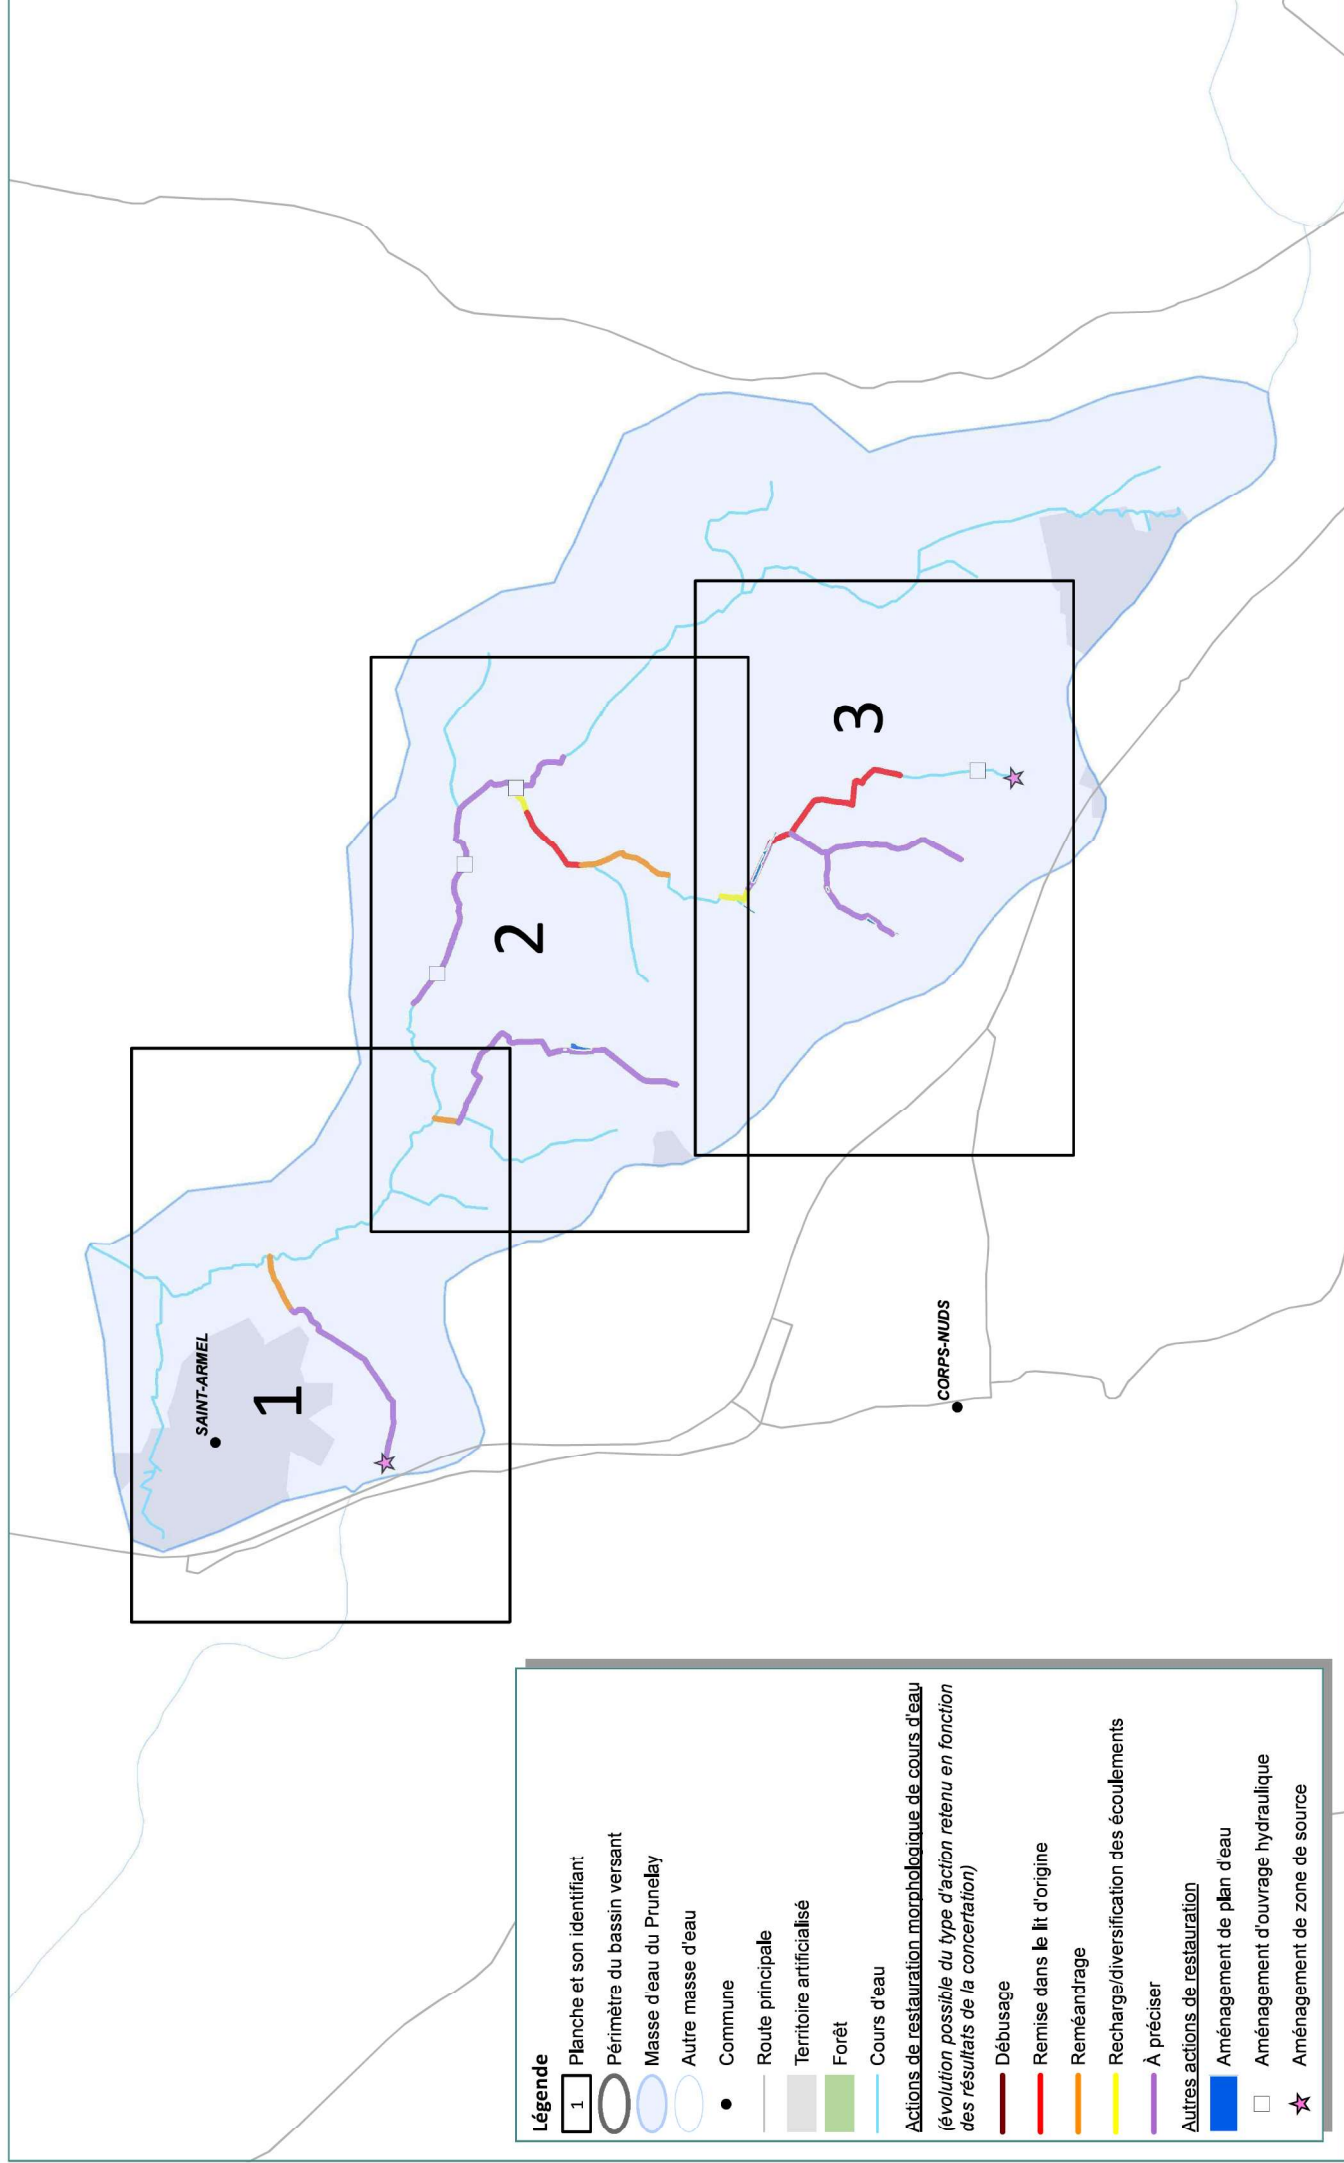 SAINT-ARMEL
1
2
3
CORPS-NUDS
Légende
1 Planche et son identifiant
Périmètre du bassin versant
Masse d'eau du Prunelay
Autre masse d'eau
Commune
Route principale
Territoire artificialisé
Forêt
Cours d'eau
Actions de restauration morphologique de cours d'eau
(évolution possible du type d'action retenu en fonction
des résultats de la concertation)
Débusage
Remise dans le lit d'origine
Reméandrage
Recharge/diversification des écoulements
À préciser
Autres actions de restauration
Aménagement de plan d'eau
Aménagement d'ouvrage hydraulique
Aménagement de zone de source